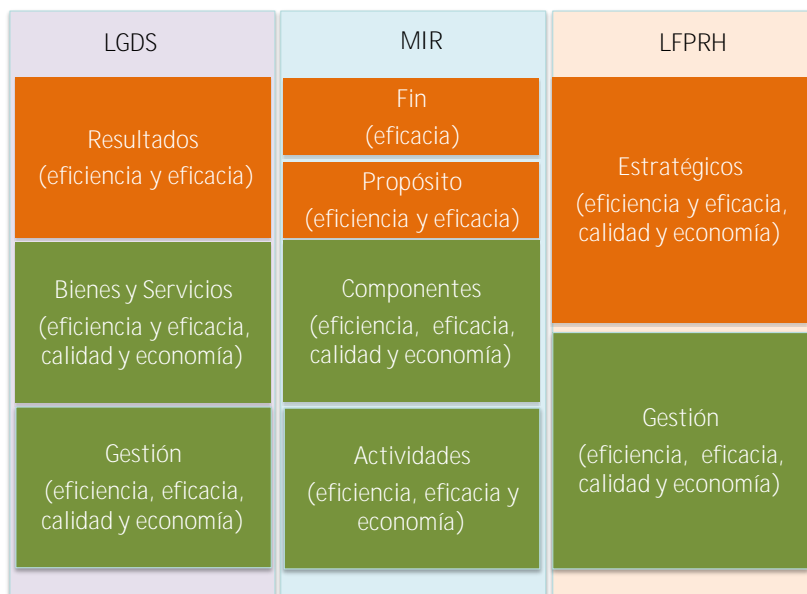 LGDS
Resultados
(eficiencia y eficacia)
Bienes y Servicios
(eficiencia y eficacia,
calidad y economía)
Gestión
(eficiencia, eficacia,
calidad y economía)
MIR
Fin
(eficacia)
Propósito
(eficiencia y eficacia)
Componentes
(eficiencia, eficacia,
calidad y economía)
Actividades
(eficiencia, eficacia y
economía)
LFPRH
Estratégicos
(eficiencia y eficacia,
calidad y economía)
Gestión
(eficiencia, eficacia,
calidad y economía)